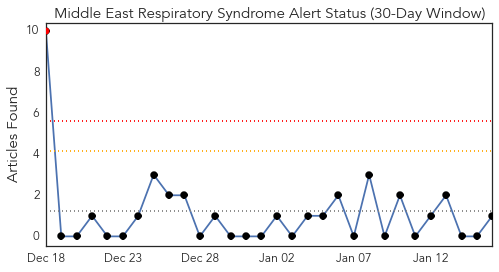 Middle East Respiratory Syndrome Alert Status (30-Day Window)
Articles Found
10
8
6
4
2
0
Dec 18 Dec 23 Dec 28 Jan 02 Jan 07 Jan 12